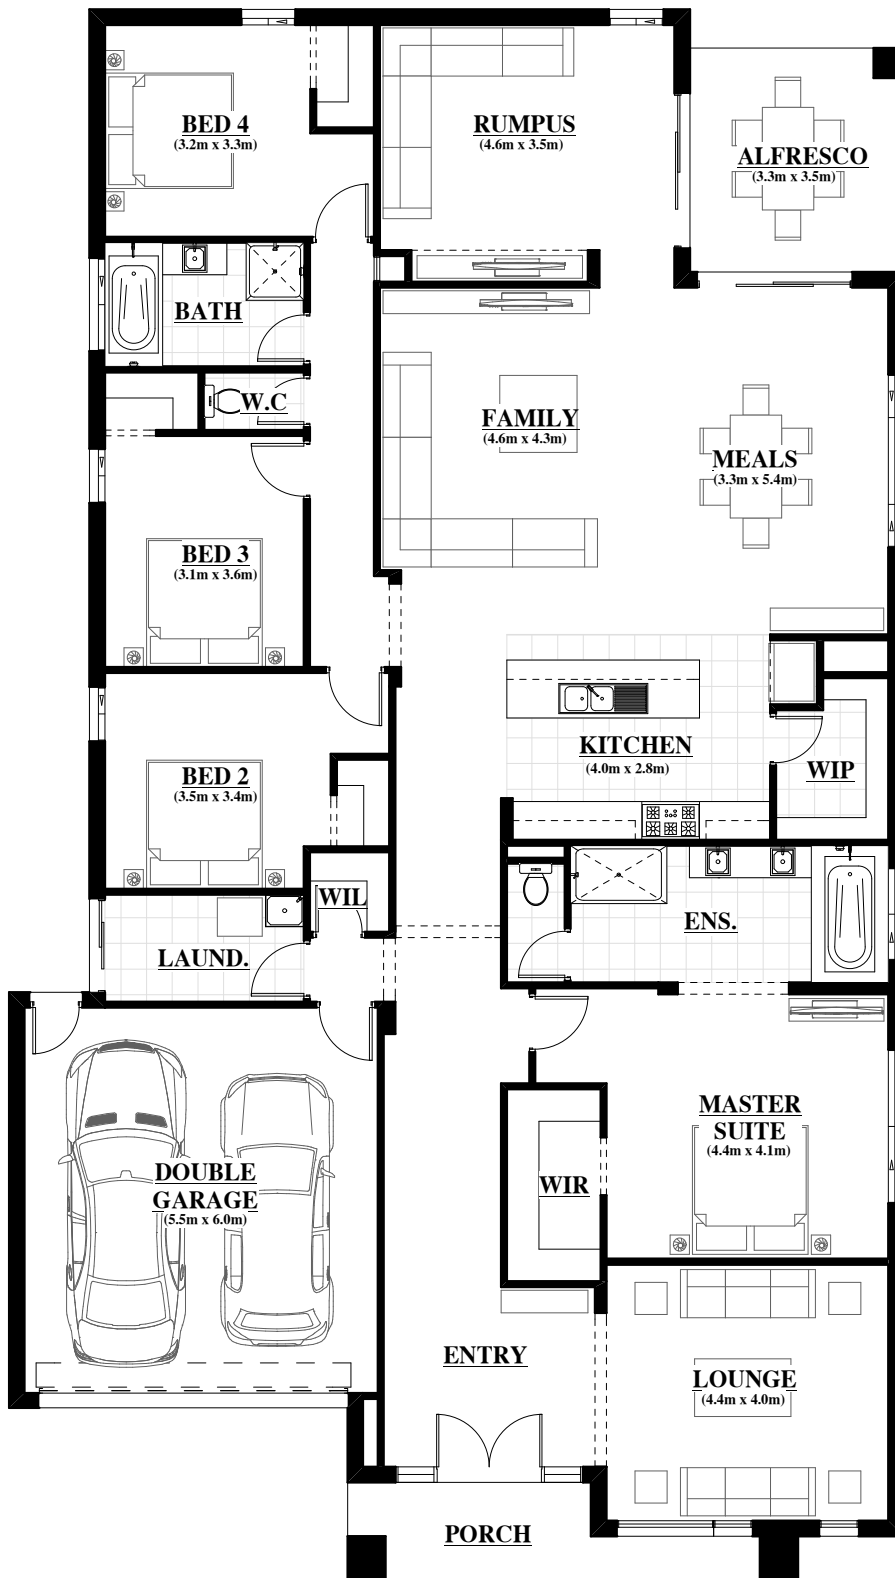 BED 4
(3.2m x 3.3m)
RUMPUS
(4.6m x 3.5m)
ALFRESCO
(3.3m x 3.5m)
BATH
W.C
FAMILY
(4.6m x 4.3m)
MEALS
(3.3m x 5.4m)
BED 3
(3.1m x 3.6m)
KITCHEN
(4.0m x 2.8m)
WIP
BED 2
(3.5m x 3.4m)
WIL
ENS.
LAUND.
MASTER
SUITE
(4.4m x 4.1m)
DOUBLE
GARAGE
(5.5m x 6.0m)
WIR
ENTRY
LOUNGE
(4.4m x 4.0m)
PORCH